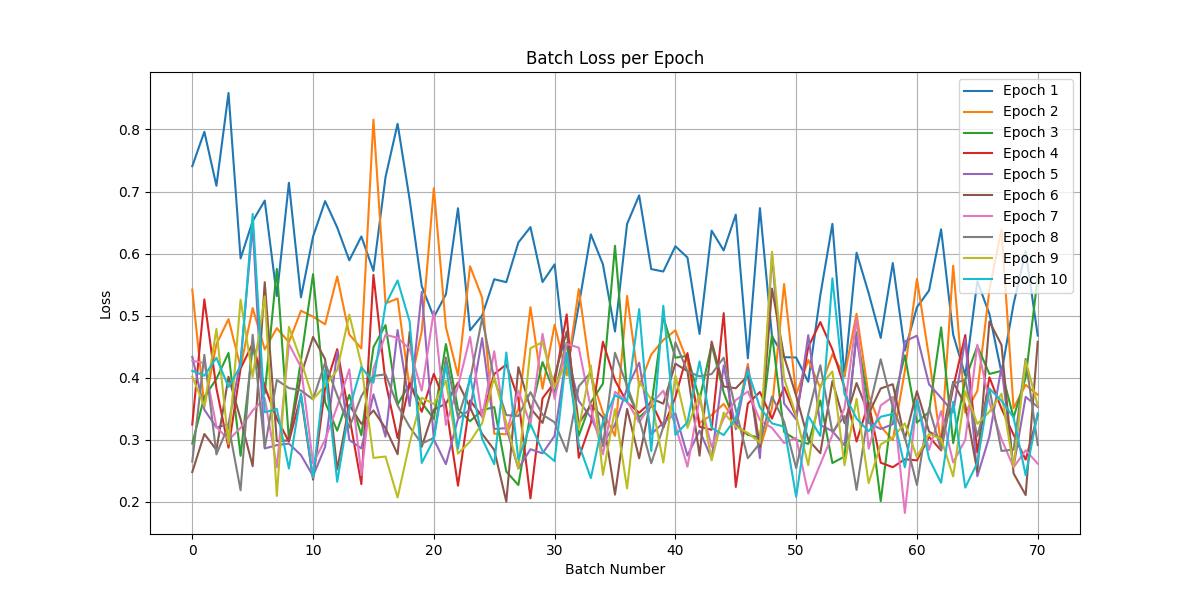 Batch Loss per Epoch
Loss
0.8
0.7
0.6
0.5
0.4
0.3
0.2
0 10 20 30 40 50 60 70
Batch Number
Epoch 1
Epoch 2
Epoch 3
Epoch 4
Epoch 5
Epoch 6
Epoch 7
Epoch 8
Epoch 9
Epoch 10